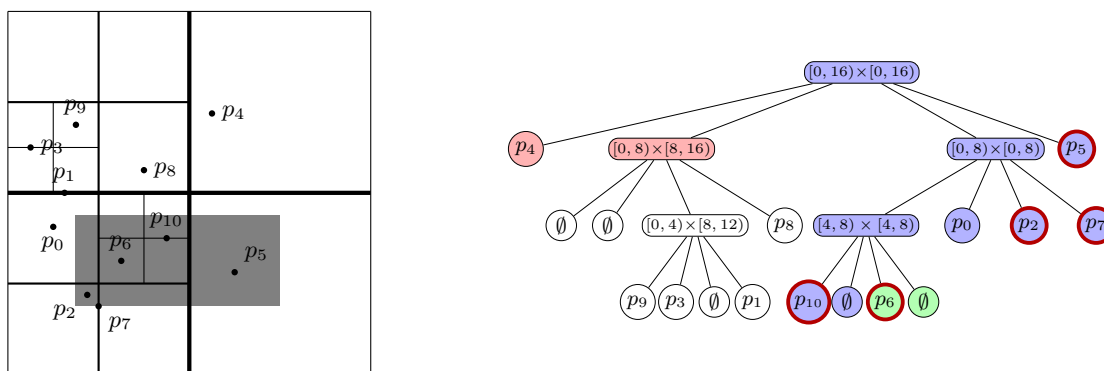 p₉
p₄
p₃
p₈
p₁
p₁₀
p₀
p₆
p₅
p₂
p₇
[0, 16)×[0, 16)
p₄
[0, 8)×[8, 16)
[0, 8)×[0, 8)
p₅
∅
∅
[0, 4)×[8, 12)
p₈
[4, 8) × [4, 8)
p₀
p₂
p₇
p₉
p₃
∅
p₁
p₁₀
∅
p₆
∅